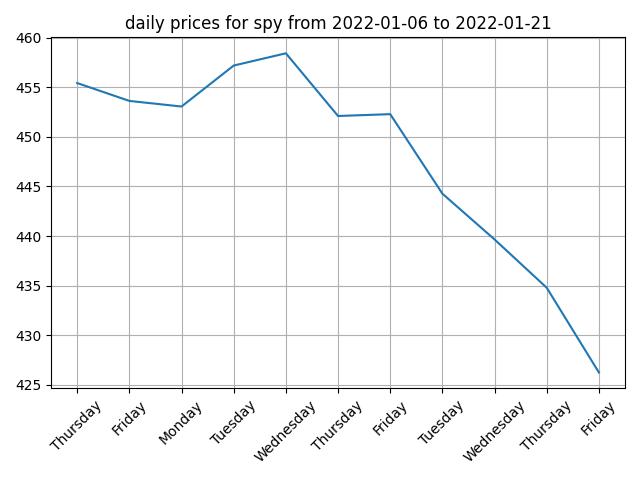 daily prices for spy from 2022-01-06 to 2022-01-21
460
455
450
445
440
435
430
425
Thursday
Friday
Monday
Tuesday
Wednesday
Thursday
Friday
Tuesday
Wednesday
Thursday
Friday